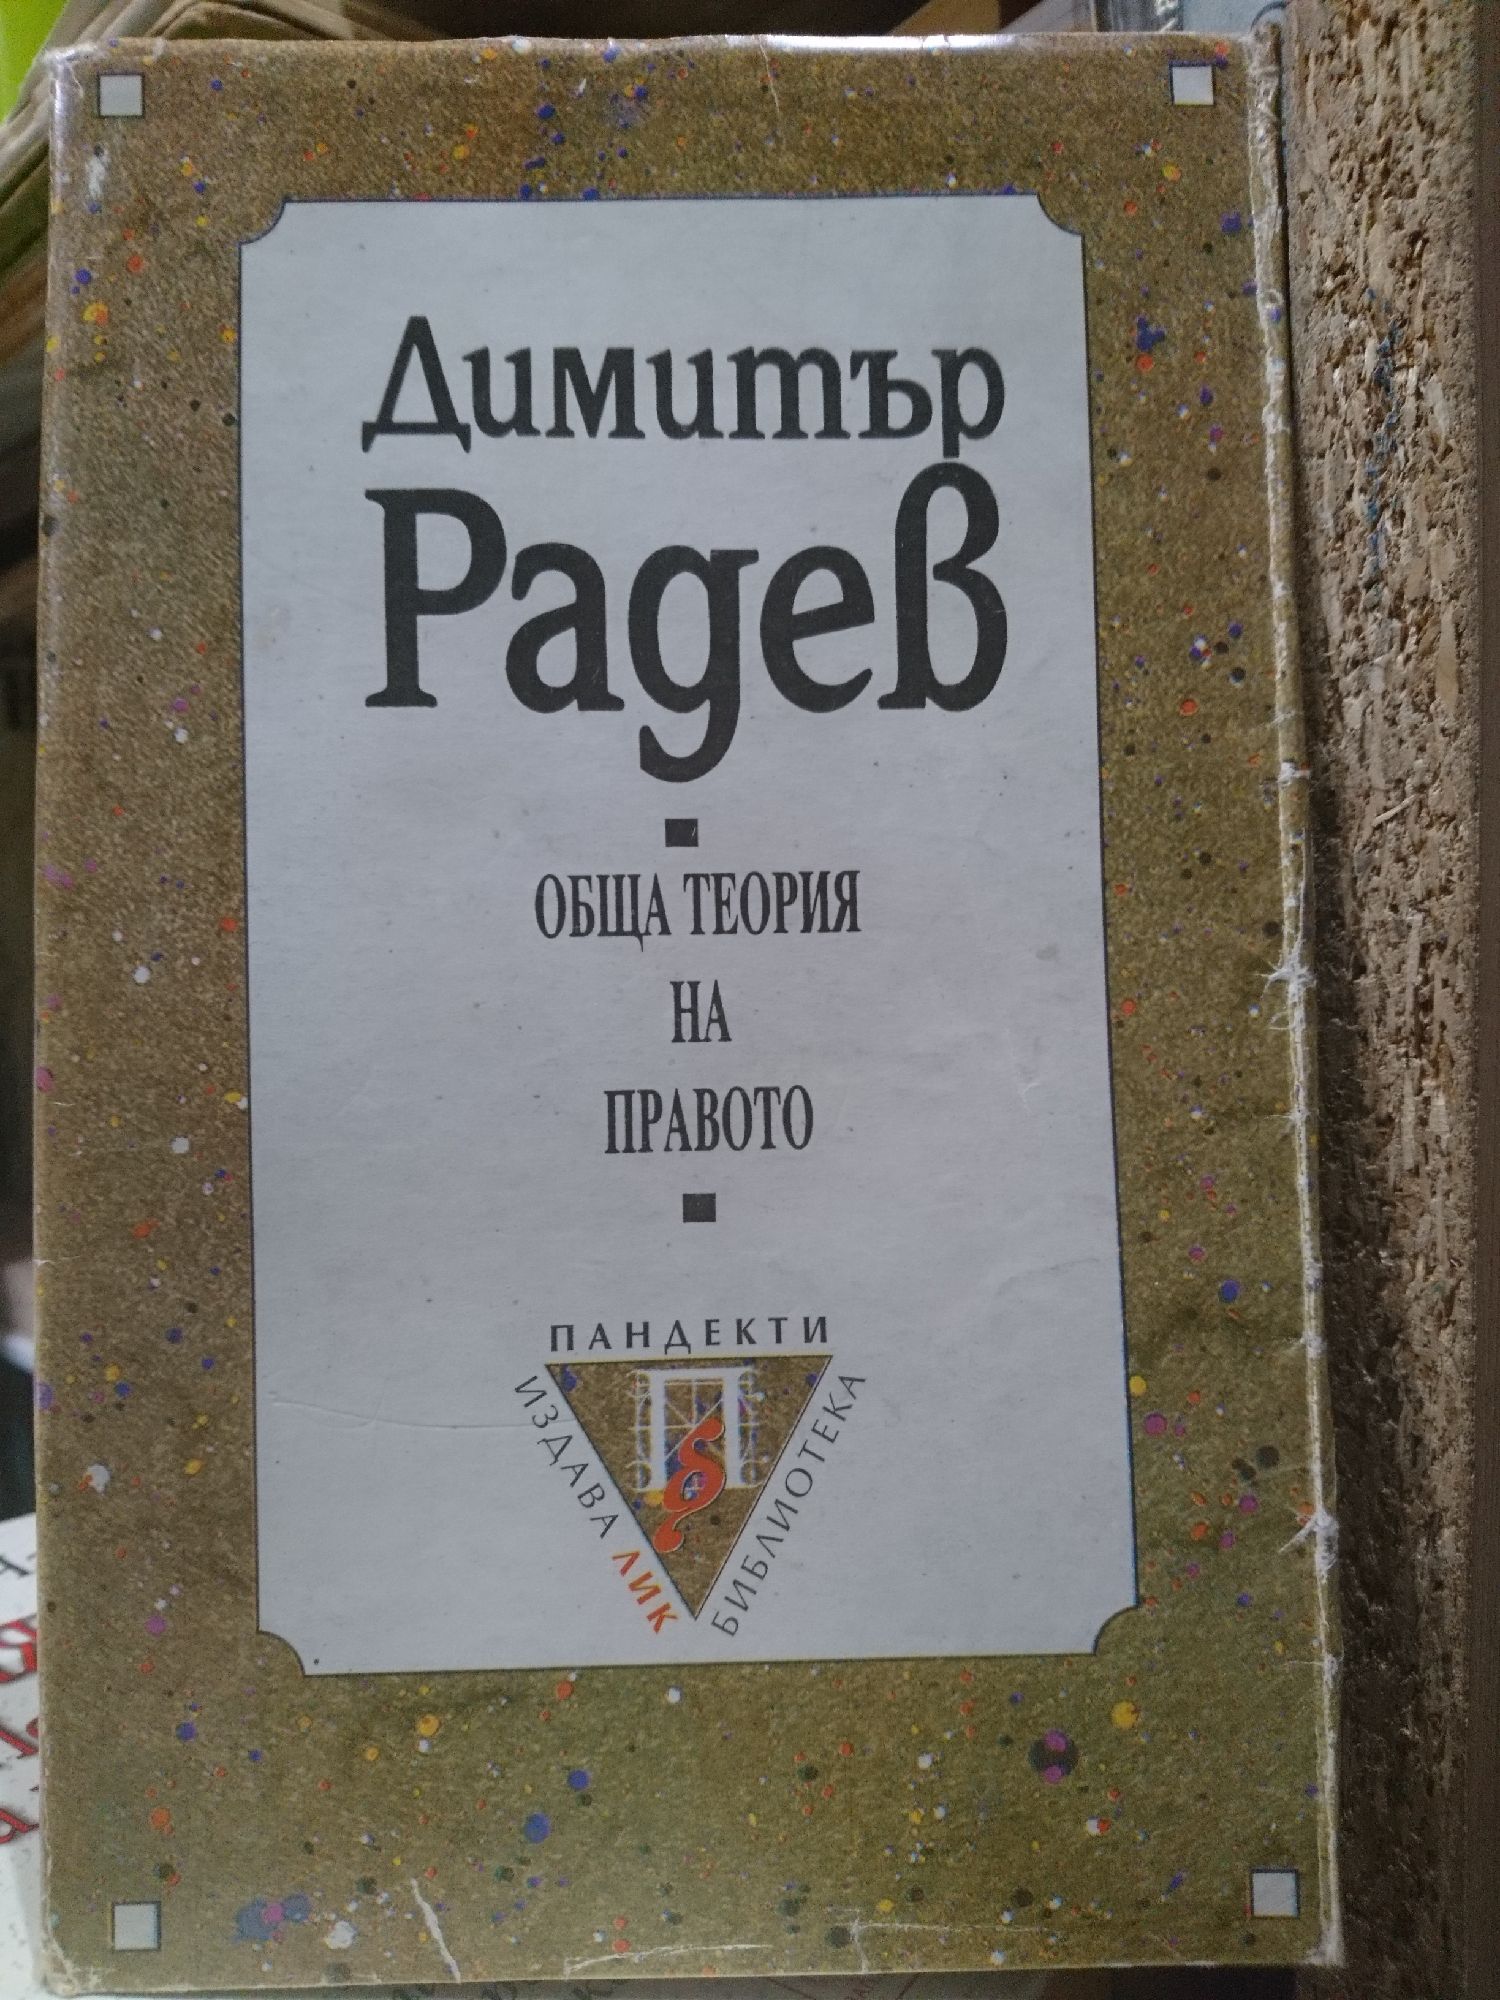 Димитър
Радев
ОБЩА ТЕОРИЯ
НА
ПРАВОТО
ПАНДЕКТИ
ИЗДАВА ЛИК
БИБЛИОТЕКА
П
§